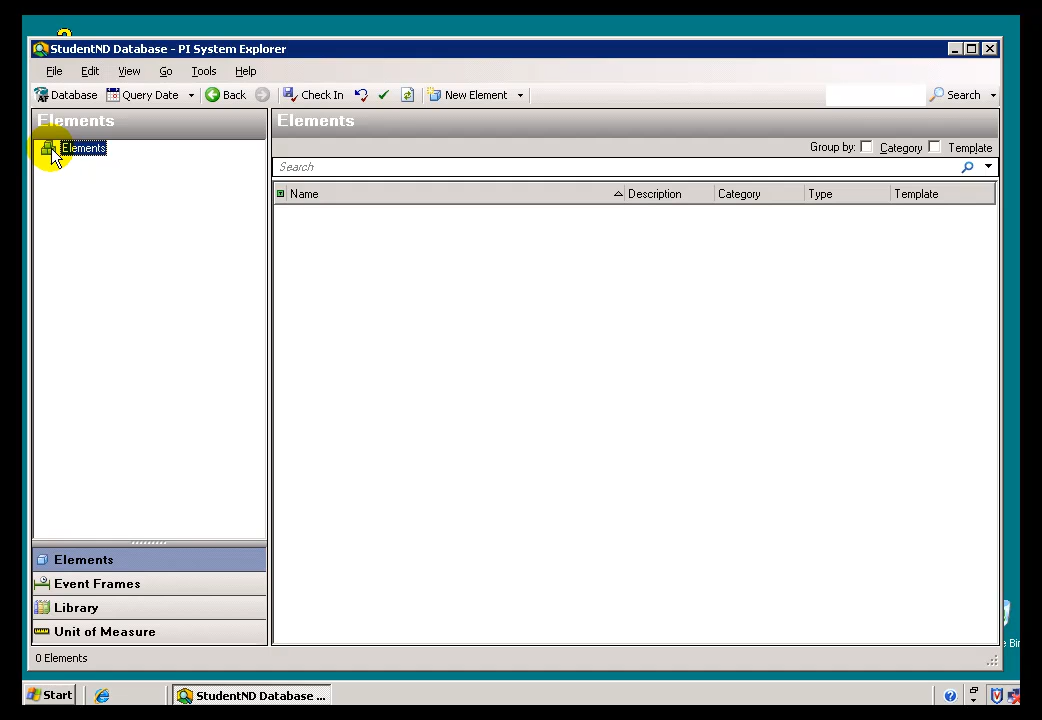 StudentND Database - PI System Explorer
File Edit View Go Tools Help
Database Query Date Back Check In New Element Search
Elements
Elements
Elements
Group by: Category Template
Search
Name Description Category Type Template
Elements
Event Frames
Library
Unit of Measure
0 Elements
Start StudentND Database ...